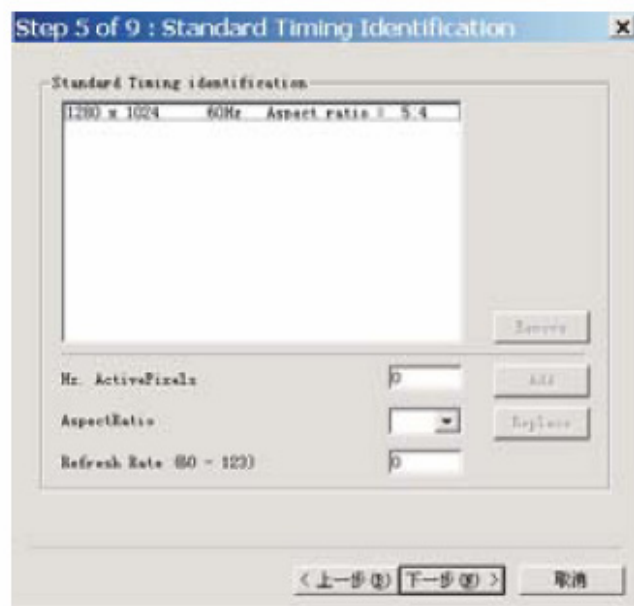 Step 5 of 9 : Standard Timing Identification
Standard Timing identification
1280 x 1024 60Hz Aspect ratio = 5:4
Remove
Hz. ActivePixels 0 Add
AspectRatio Replace
Refresh Rate (60 - 123) 0
< 上一步(B) 下一步(N) > 取消